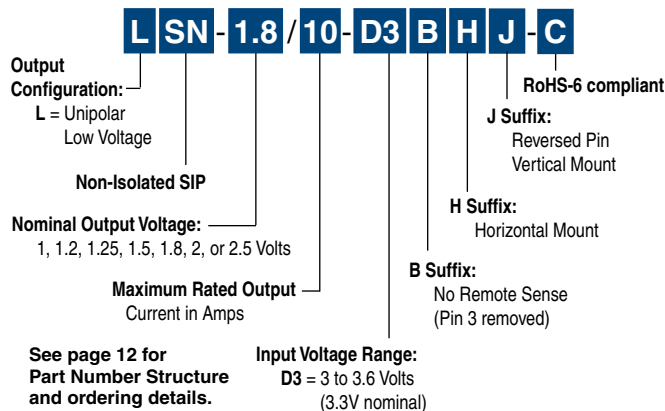 L SN - 1.8 / 10 - D3 B H J - C
Output
Configuration:
L = Unipolar
Low Voltage
Non-Isolated SIP
Nominal Output Voltage:
1, 1.2, 1.25, 1.5, 1.8, 2, or 2.5 Volts
Maximum Rated Output
Current in Amps
See page 12 for
Part Number Structure
and ordering details.
Input Voltage Range:
D3 = 3 to 3.6 Volts
(3.3V nominal)
B Suffix:
No Remote Sense
(Pin 3 removed)
H Suffix:
Horizontal Mount
J Suffix:
Reversed Pin
Vertical Mount
RoHS-6 compliant